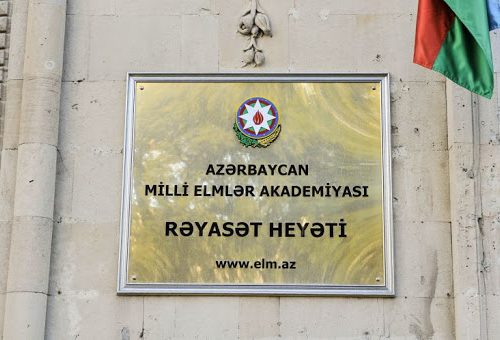 AZƏRBAYCAN
MİLLİ ELMLƏR AKADEMİYASI
RƏYASƏT HEYƏTİ
www.elm.az